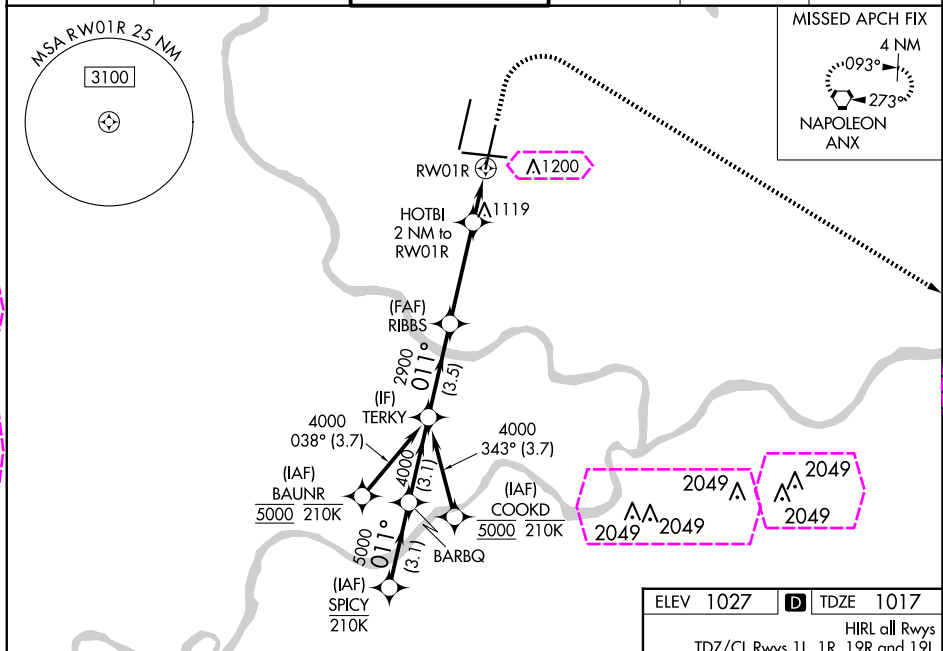 MSA RW01R 25 NM
3100
MISSED APCH FIX
4 NM
093°
273°
NAPOLEON
ANX
RW01R
1200
HOTBI
2 NM to
RW01R
1119
(FAF)
RIBBS
2900
011°
(3.5)
(IF)
TERKY
4000
038° (3.7)
4000
343° (3.7)
(IAF)
BAUNR
5000 210K
4000
(3.1)
(IAF)
COOKD
5000 210K
BARBQ
5000
011°
(3.1)
(IAF)
SPICY
210K
2049
2049
2049
2049
2049
ELEV 1027 D TDZE 1017
HIRL all Rwys
TDZ/CL Rwys 1L, 1R, 19R and 19L